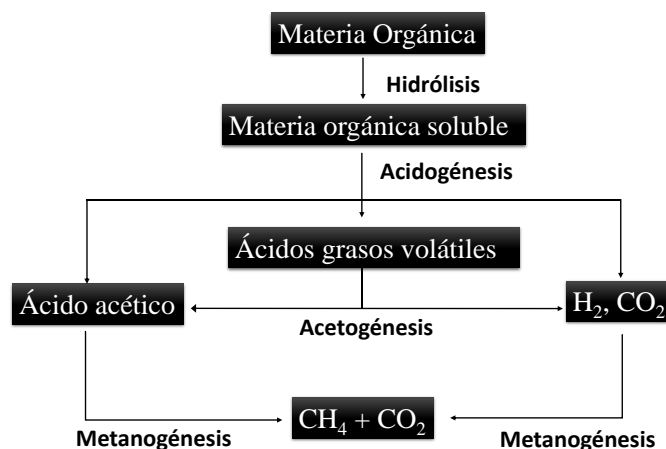 Materia Orgánica
Hidrólisis
Materia orgánica soluble
Acidogénesis
Ácidos grasos volátiles
Ácido acético
H₂, CO₂
Acetogénesis
CH₄ + CO₂
Metanogénesis
Metanogénesis